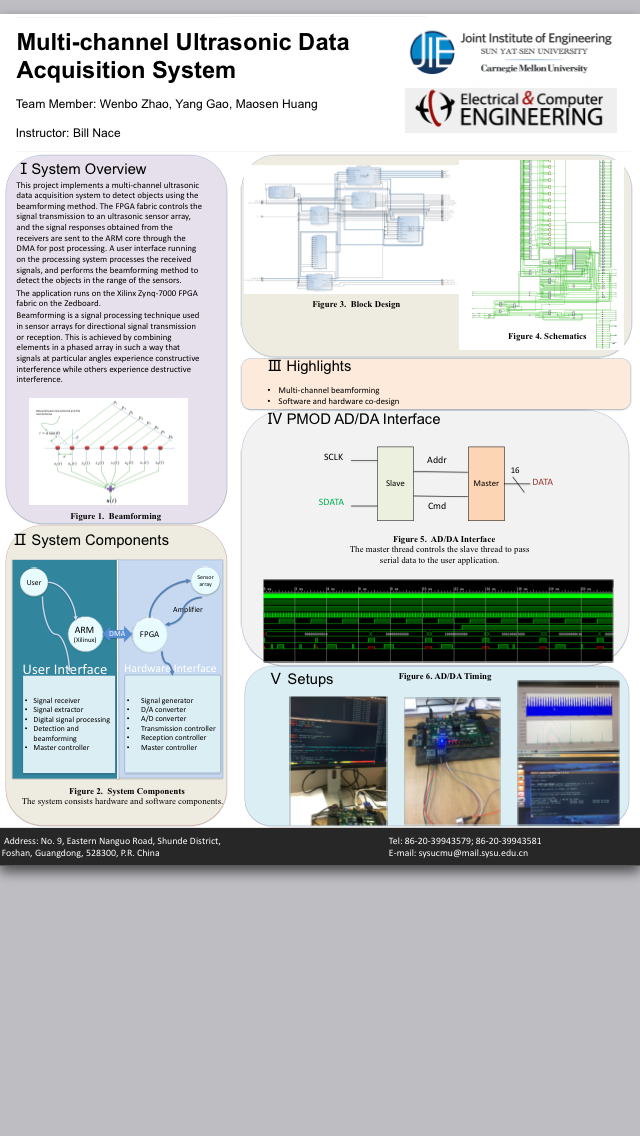 Multi-channel Ultrasonic Data
Acquisition System
Team Member: Wenbo Zhao, Yang Gao, Maosen Huang
Instructor: Bill Nace
JIE
Joint Institute of Engineering
SUN YAT SEN UNIVERSITY
Carnegie Mellon University
Electrical & Computer
ENGINEERING
Ⅰ System Overview
This project implements a multi-channel ultrasonic
data acquisition system to detect objects using the
beamforming method. The FPGA fabric controls the
signal transmission to an ultrasonic sensor array,
and the signal responses obtained from the
receivers are sent to the ARM core through the
DMA for post processing. A user interface running
on the processing system processes the received
signals, and performs the beamforming method to
detect the objects in the range of the sensors.
The application runs on the Xilinx Zynq-7000 FPGA
fabric on the Zedboard.
Beamforming is a signal processing technique used
in sensor arrays for directional signal transmission
or reception. This is achieved by combining
elements in a phased array in such a way that
signals at particular angles experience constructive
interference while others experience destructive
interference.
Figure 1. Beamforming
Ⅱ System Components
User
Sensor
array
Amplifier
ARM
(Xilinux)
DMA
FPGA
User Interface
Hardware Interface
• Signal receiver
• Signal extractor
• Digital signal processing
• Detection and
beamforming
• Master controller
• Signal generator
• D/A converter
• A/D converter
• Transmission controller
• Reception controller
• Master controller
Figure 2. System Components
The system consists hardware and software components.
Figure 3. Block Design
Figure 4. Schematics
Ⅲ Highlights
• Multi-channel beamforming
• Software and hardware co-design
Ⅳ PMOD AD/DA Interface
SCLK
SDATA
Slave
Addr
Cmd
Master
16
DATA
Figure 5. AD/DA Interface
The master thread controls the slave thread to pass
serial data to the user application.
Ⅴ Setups
Figure 6. AD/DA Timing
Address: No. 9, Eastern Nanguo Road, Shunde District,
Foshan, Guangdong, 528300, P.R. China
Tel: 86-20-39943579; 86-20-39943581
E-mail: sysucmu@mail.sysu.edu.cn